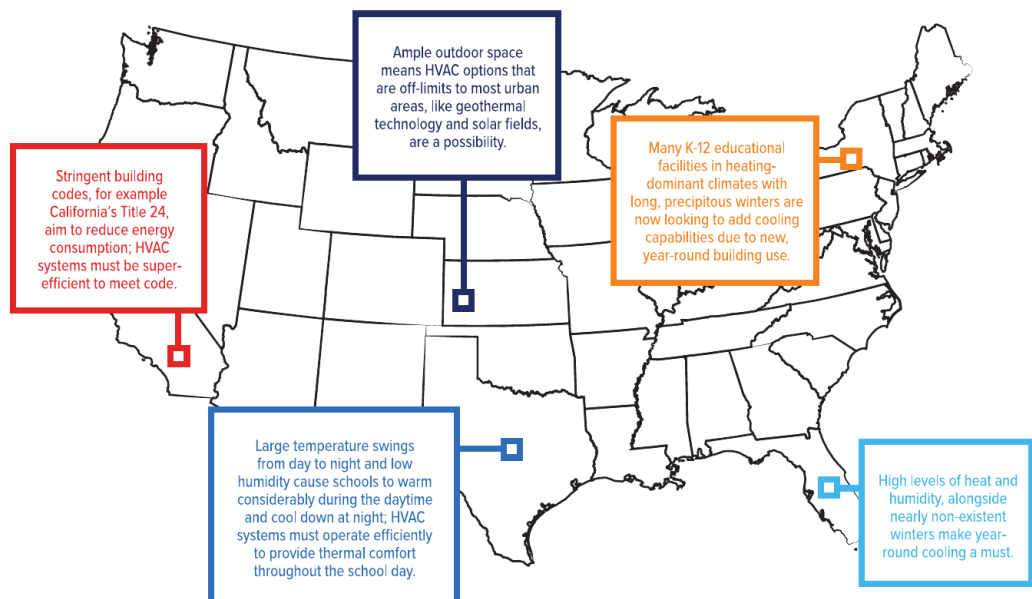 Ample outdoor space
means HVAC options that
are off-limits to most urban
areas, like geothermal
technology and solar fields,
are a possibility.
Stringent building
codes, for example
California's Title 24,
aim to reduce energy
consumption; HVAC
systems must be super-
efficient to meet code.
Many K-12 educational
facilities in heating-
dominant climates with
long, precipitous winters are
now looking to add cooling
capabilities due to new,
year-round building use.
Large temperature swings
from day to night and low
humidity cause schools to warm
considerably during the daytime
and cool down at night; HVAC
systems must operate efficiently
to provide thermal comfort
throughout the school day.
High levels of heat and
humidity, alongside
nearly non-existent
winters make year-
round cooling a must.